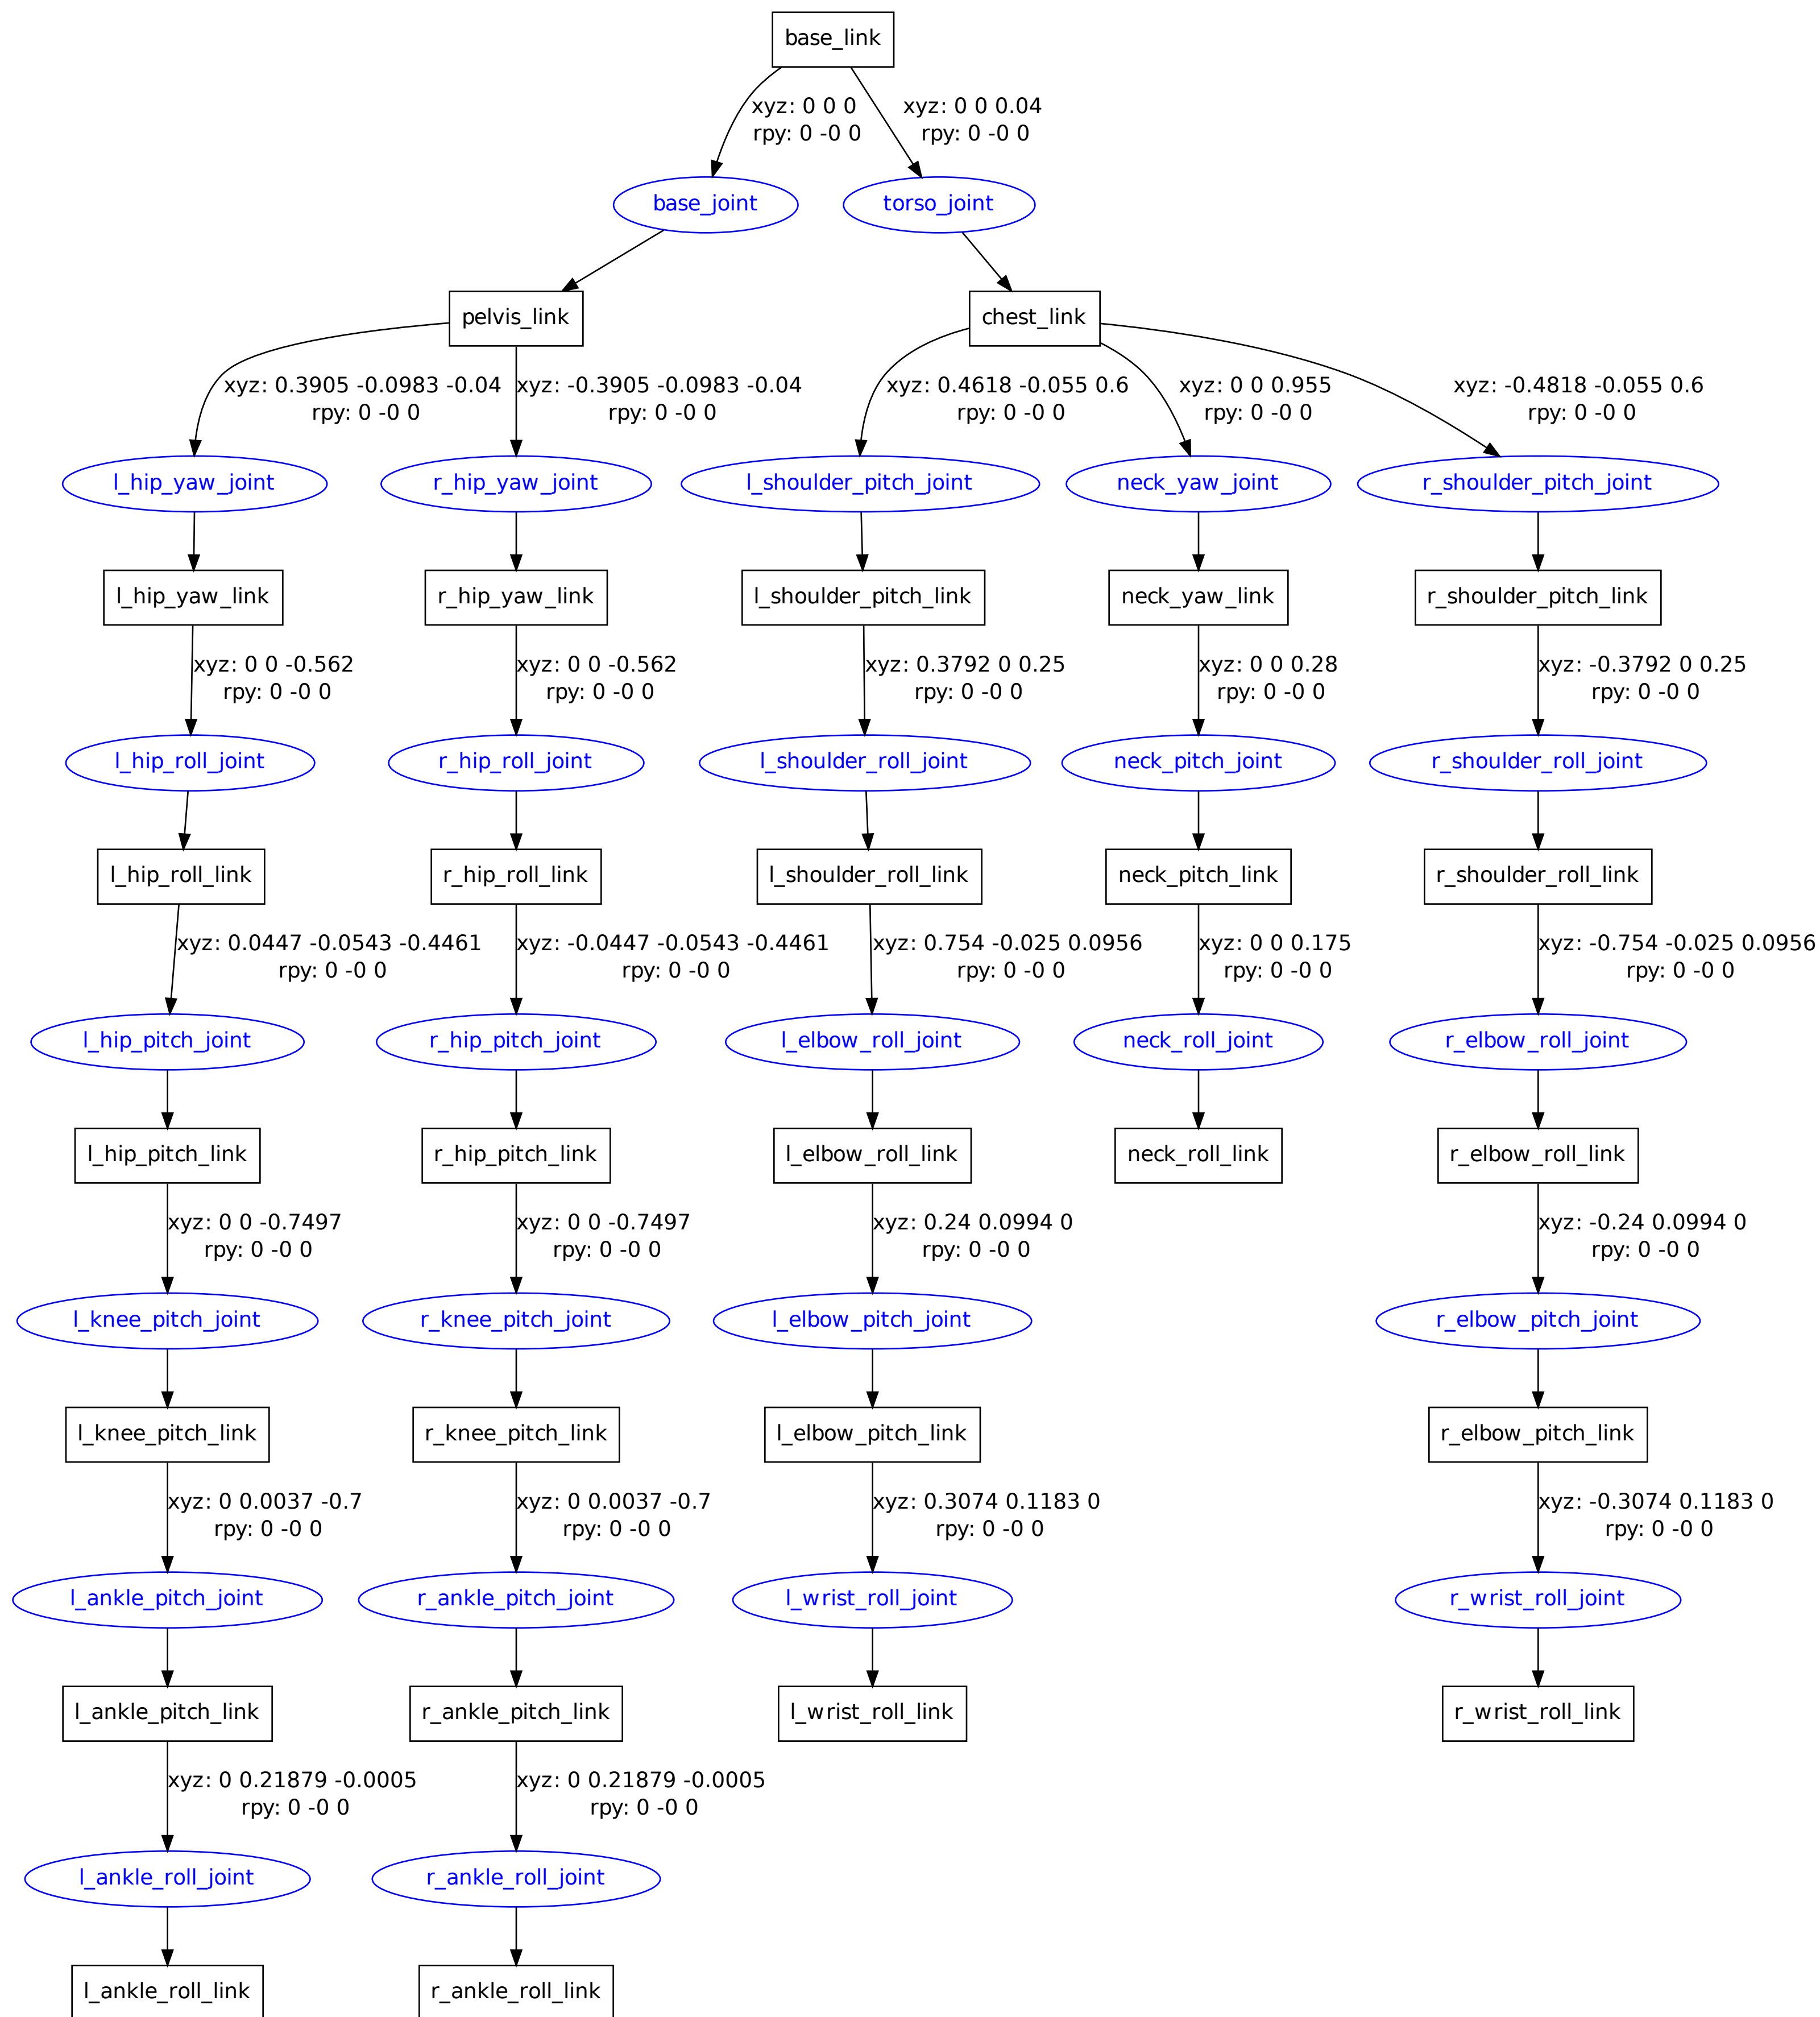 base_link
xyz: 0 0 0
rpy: 0 -0 0
xyz: 0 0 0.04
rpy: 0 -0 0
base_joint
torso_joint
pelvis_link
chest_link
xyz: 0.3905 -0.0983 -0.04
rpy: 0 -0 0
xyz: -0.3905 -0.0983 -0.04
rpy: 0 -0 0
xyz: 0.4618 -0.055 0.6
rpy: 0 -0 0
xyz: 0 0 0.955
rpy: 0 -0 0
xyz: -0.4818 -0.055 0.6
rpy: 0 -0 0
l_hip_yaw_joint
r_hip_yaw_joint
l_shoulder_pitch_joint
neck_yaw_joint
r_shoulder_pitch_joint
l_hip_yaw_link
r_hip_yaw_link
l_shoulder_pitch_link
neck_yaw_link
r_shoulder_pitch_link
xyz: 0 0 -0.562
rpy: 0 -0 0
xyz: 0 0 -0.562
rpy: 0 -0 0
xyz: 0.3792 0 0.25
rpy: 0 -0 0
xyz: 0 0 0.28
rpy: 0 -0 0
xyz: -0.3792 0 0.25
rpy: 0 -0 0
l_hip_roll_joint
r_hip_roll_joint
l_shoulder_roll_joint
neck_pitch_joint
r_shoulder_roll_joint
l_hip_roll_link
r_hip_roll_link
l_shoulder_roll_link
neck_pitch_link
r_shoulder_roll_link
xyz: 0.0447 -0.0543 -0.4461
rpy: 0 -0 0
xyz: -0.0447 -0.0543 -0.4461
rpy: 0 -0 0
xyz: 0.754 -0.025 0.0956
rpy: 0 -0 0
xyz: 0 0 0.175
rpy: 0 -0 0
xyz: -0.754 -0.025 0.0956
rpy: 0 -0 0
l_hip_pitch_joint
r_hip_pitch_joint
l_elbow_roll_joint
neck_roll_joint
r_elbow_roll_joint
l_hip_pitch_link
r_hip_pitch_link
l_elbow_roll_link
neck_roll_link
r_elbow_roll_link
xyz: 0 0 -0.7497
rpy: 0 -0 0
xyz: 0 0 -0.7497
rpy: 0 -0 0
xyz: 0.24 0.0994 0
rpy: 0 -0 0
xyz: -0.24 0.0994 0
rpy: 0 -0 0
l_knee_pitch_joint
r_knee_pitch_joint
l_elbow_pitch_joint
r_elbow_pitch_joint
l_knee_pitch_link
r_knee_pitch_link
l_elbow_pitch_link
r_elbow_pitch_link
xyz: 0 0.0037 -0.7
rpy: 0 -0 0
xyz: 0 0.0037 -0.7
rpy: 0 -0 0
xyz: 0.3074 0.1183 0
rpy: 0 -0 0
xyz: -0.3074 0.1183 0
rpy: 0 -0 0
l_ankle_pitch_joint
r_ankle_pitch_joint
l_wrist_roll_joint
r_wrist_roll_joint
l_ankle_pitch_link
r_ankle_pitch_link
l_wrist_roll_link
r_wrist_roll_link
xyz: 0 0.21879 -0.0005
rpy: 0 -0 0
xyz: 0 0.21879 -0.0005
rpy: 0 -0 0
l_ankle_roll_joint
r_ankle_roll_joint
l_ankle_roll_link
r_ankle_roll_link